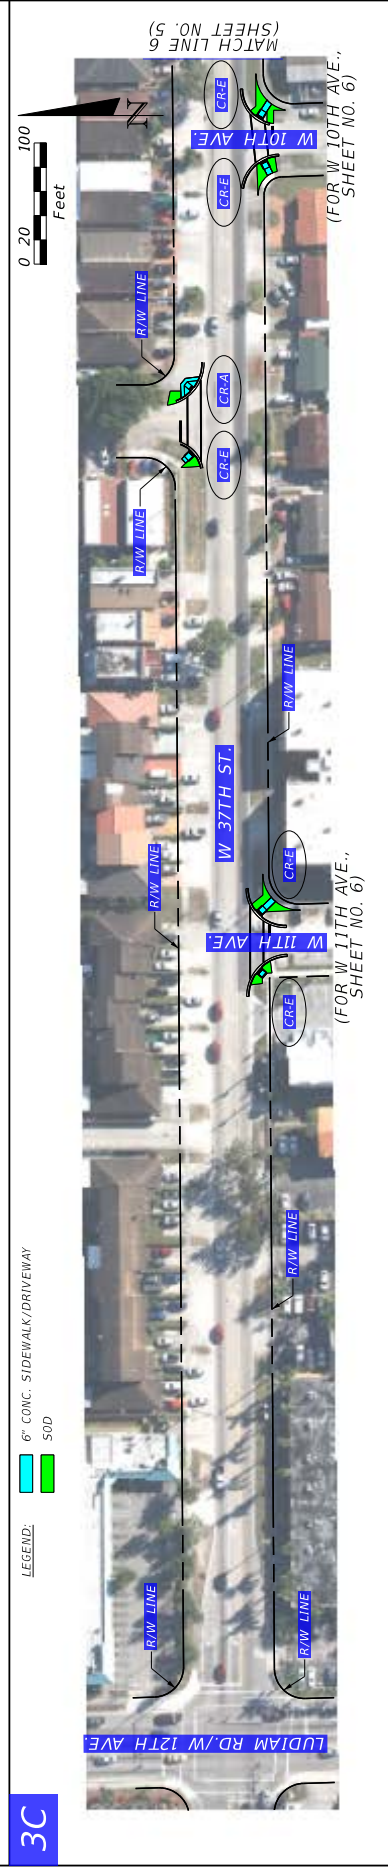 3C
LEGEND:
6" CONC. SIDEWALK/DRIVEWAY
SOD
N
0 20 100
Feet
MATCH LINE 6
(SHEET NO. 5)
LUDIAM RD./W 12TH AVE.
R/W LINE
R/W LINE
R/W LINE
R/W LINE
R/W LINE
R/W LINE
R/W LINE
W 37TH ST.
W 11TH AVE.
CR-E
CR-E
(FOR W 11TH AVE.,
SHEET NO. 6)
CR-E
CR-A
W 10TH AVE.
CR-E
CR-E
(FOR W 10TH AVE.,
SHEET NO. 6)